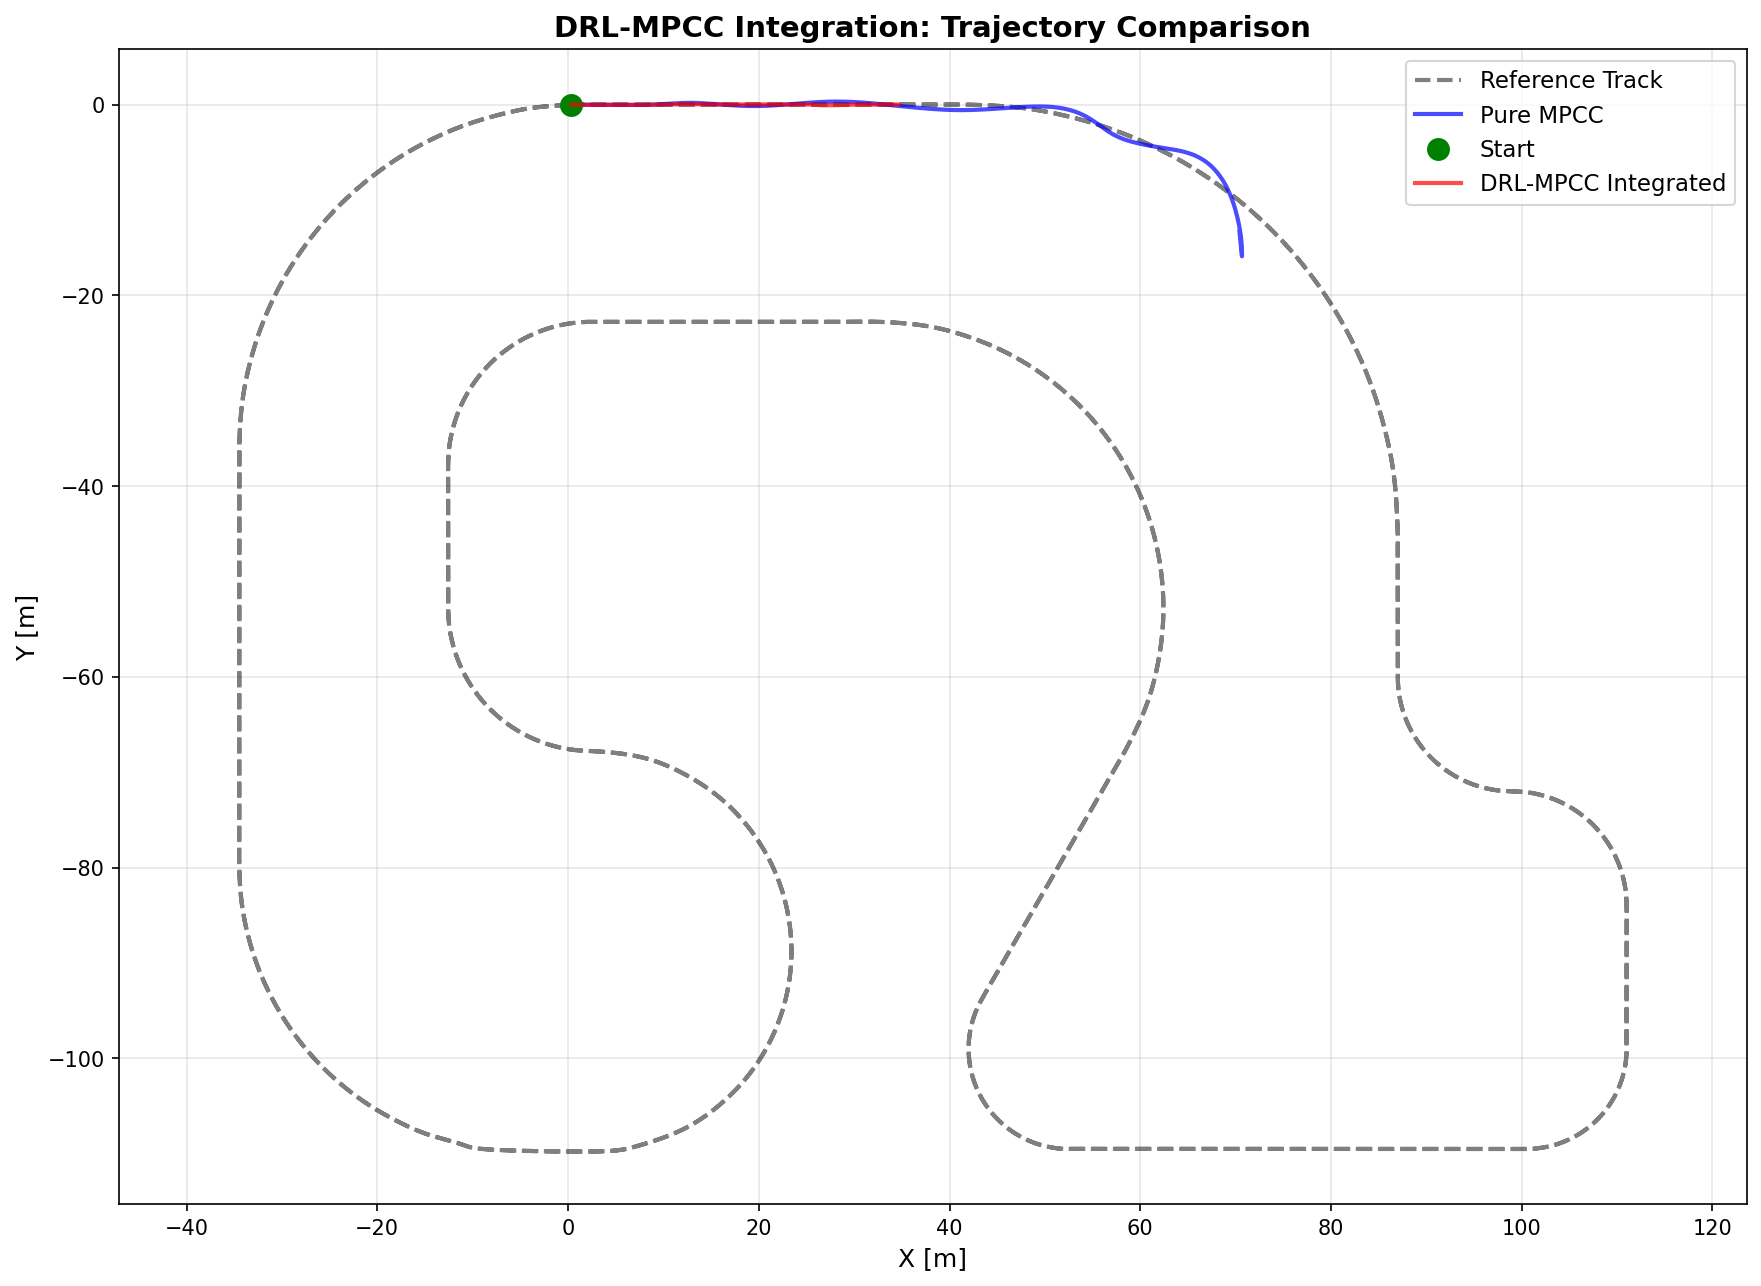 DRL-MPCC Integration: Trajectory Comparison
Reference Track
Pure MPCC
Start
DRL-MPCC Integrated
Y [m]
0
−20
−40
−60
−80
−100
−40 −20 0 20 40 60 80 100 120
X [m]